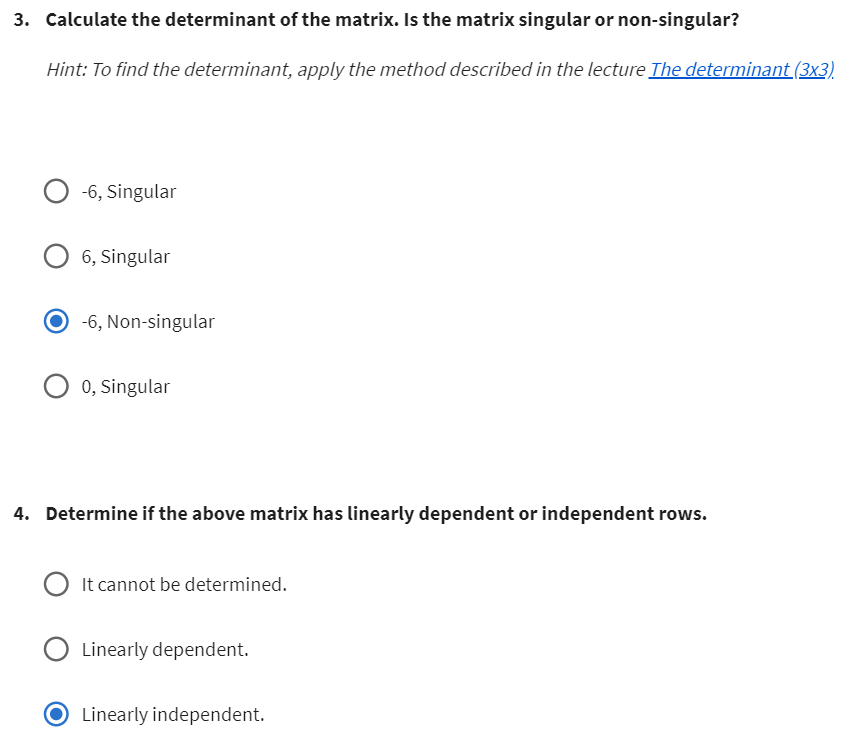 3. Calculate the determinant of the matrix. Is the matrix singular or non-singular?
Hint: To find the determinant, apply the method described in the lecture The determinant (3x3)
-6, Singular
6, Singular
-6, Non-singular
0, Singular
4. Determine if the above matrix has linearly dependent or independent rows.
It cannot be determined.
Linearly dependent.
Linearly independent.